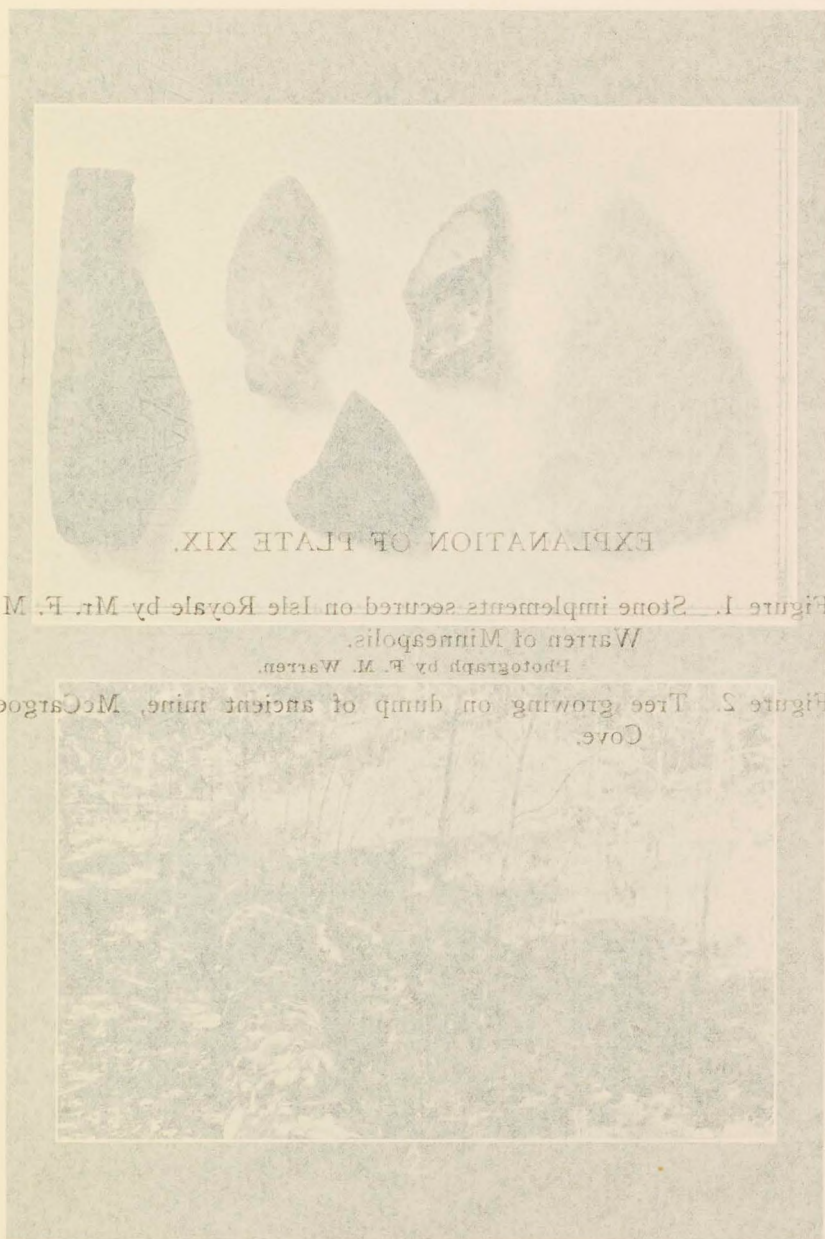 EXPLANATION OF PLATE XIX.
Figure 1. Stone implements secured on Isle Royale by Mr. F. M
Warren of Minneapolis.
Photograph by F. M. Warren.
Figure 2. Tree growing on dump of ancient mine, McCargoe
Cove.